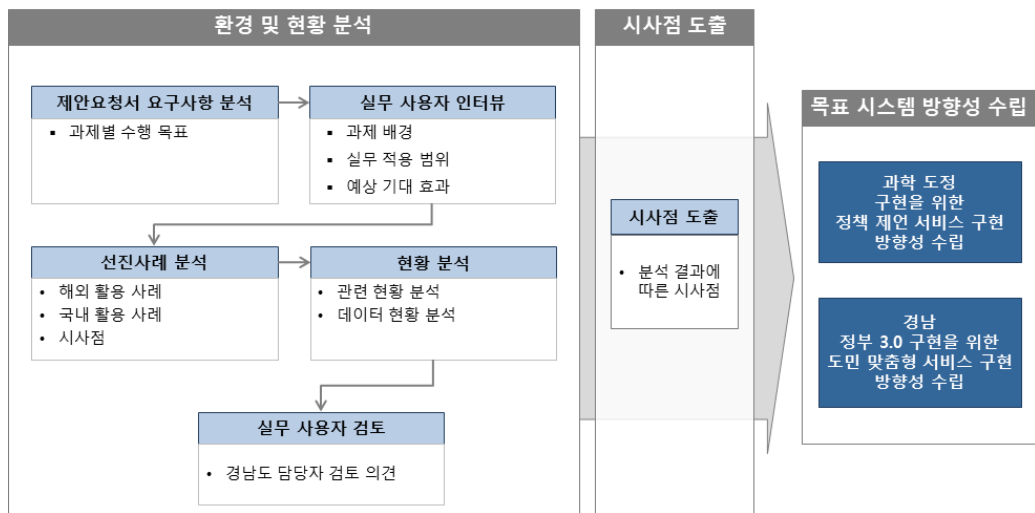 환경 및 현황 분석
제안요청서 요구사항 분석
▪ 과제별 수행 목표
실무 사용자 인터뷰
▪ 과제 배경
▪ 실무 적용 범위
▪ 예상 기대 효과
선진사례 분석
• 해외 활용 사례
• 국내 활용 사례
• 시사점
현황 분석
• 관련 현황 분석
• 데이터 현황 분석
실무 사용자 검토
• 경남도 담당자 검토 의견
시사점 도출
시사점 도출
• 분석 결과에
따른 시사점
목표 시스템 방향성 수립
과학 도정
구현을 위한
정책 제언 서비스 구현
방향성 수립
경남
정부 3.0 구현을 위한
도민 맞춤형 서비스 구현
방향성 수립